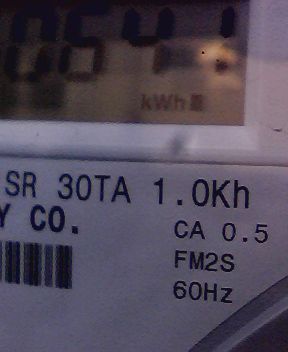 kWh
SR 30TA 1.0Kh
Y CO.
CA 0.5
FM2S
60Hz